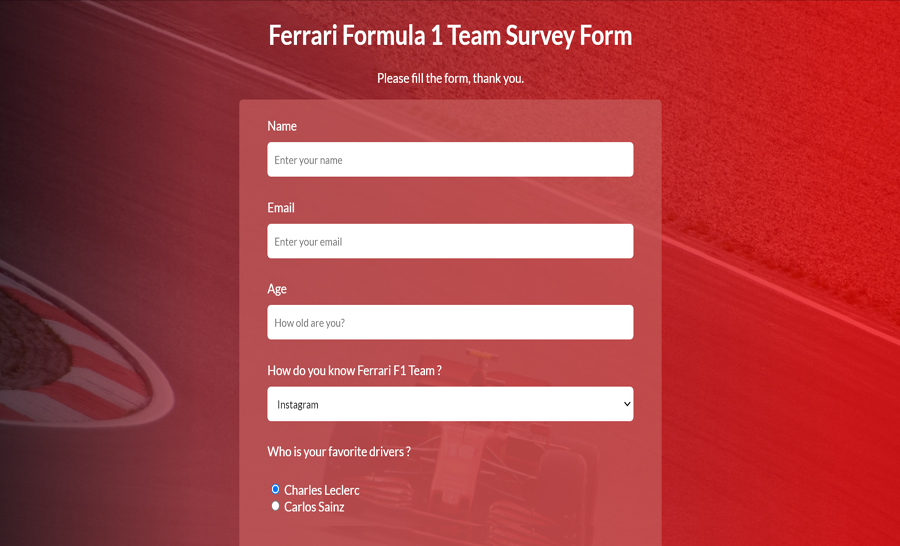 Ferrari Formula 1 Team Survey Form
Please fill the form, thank you.
Name
Enter your name
Email
Enter your email
Age
How old are you?
How do you know Ferrari F1 Team ?
Instagram
Who is your favorite drivers ?
Charles Leclerc
Carlos Sainz